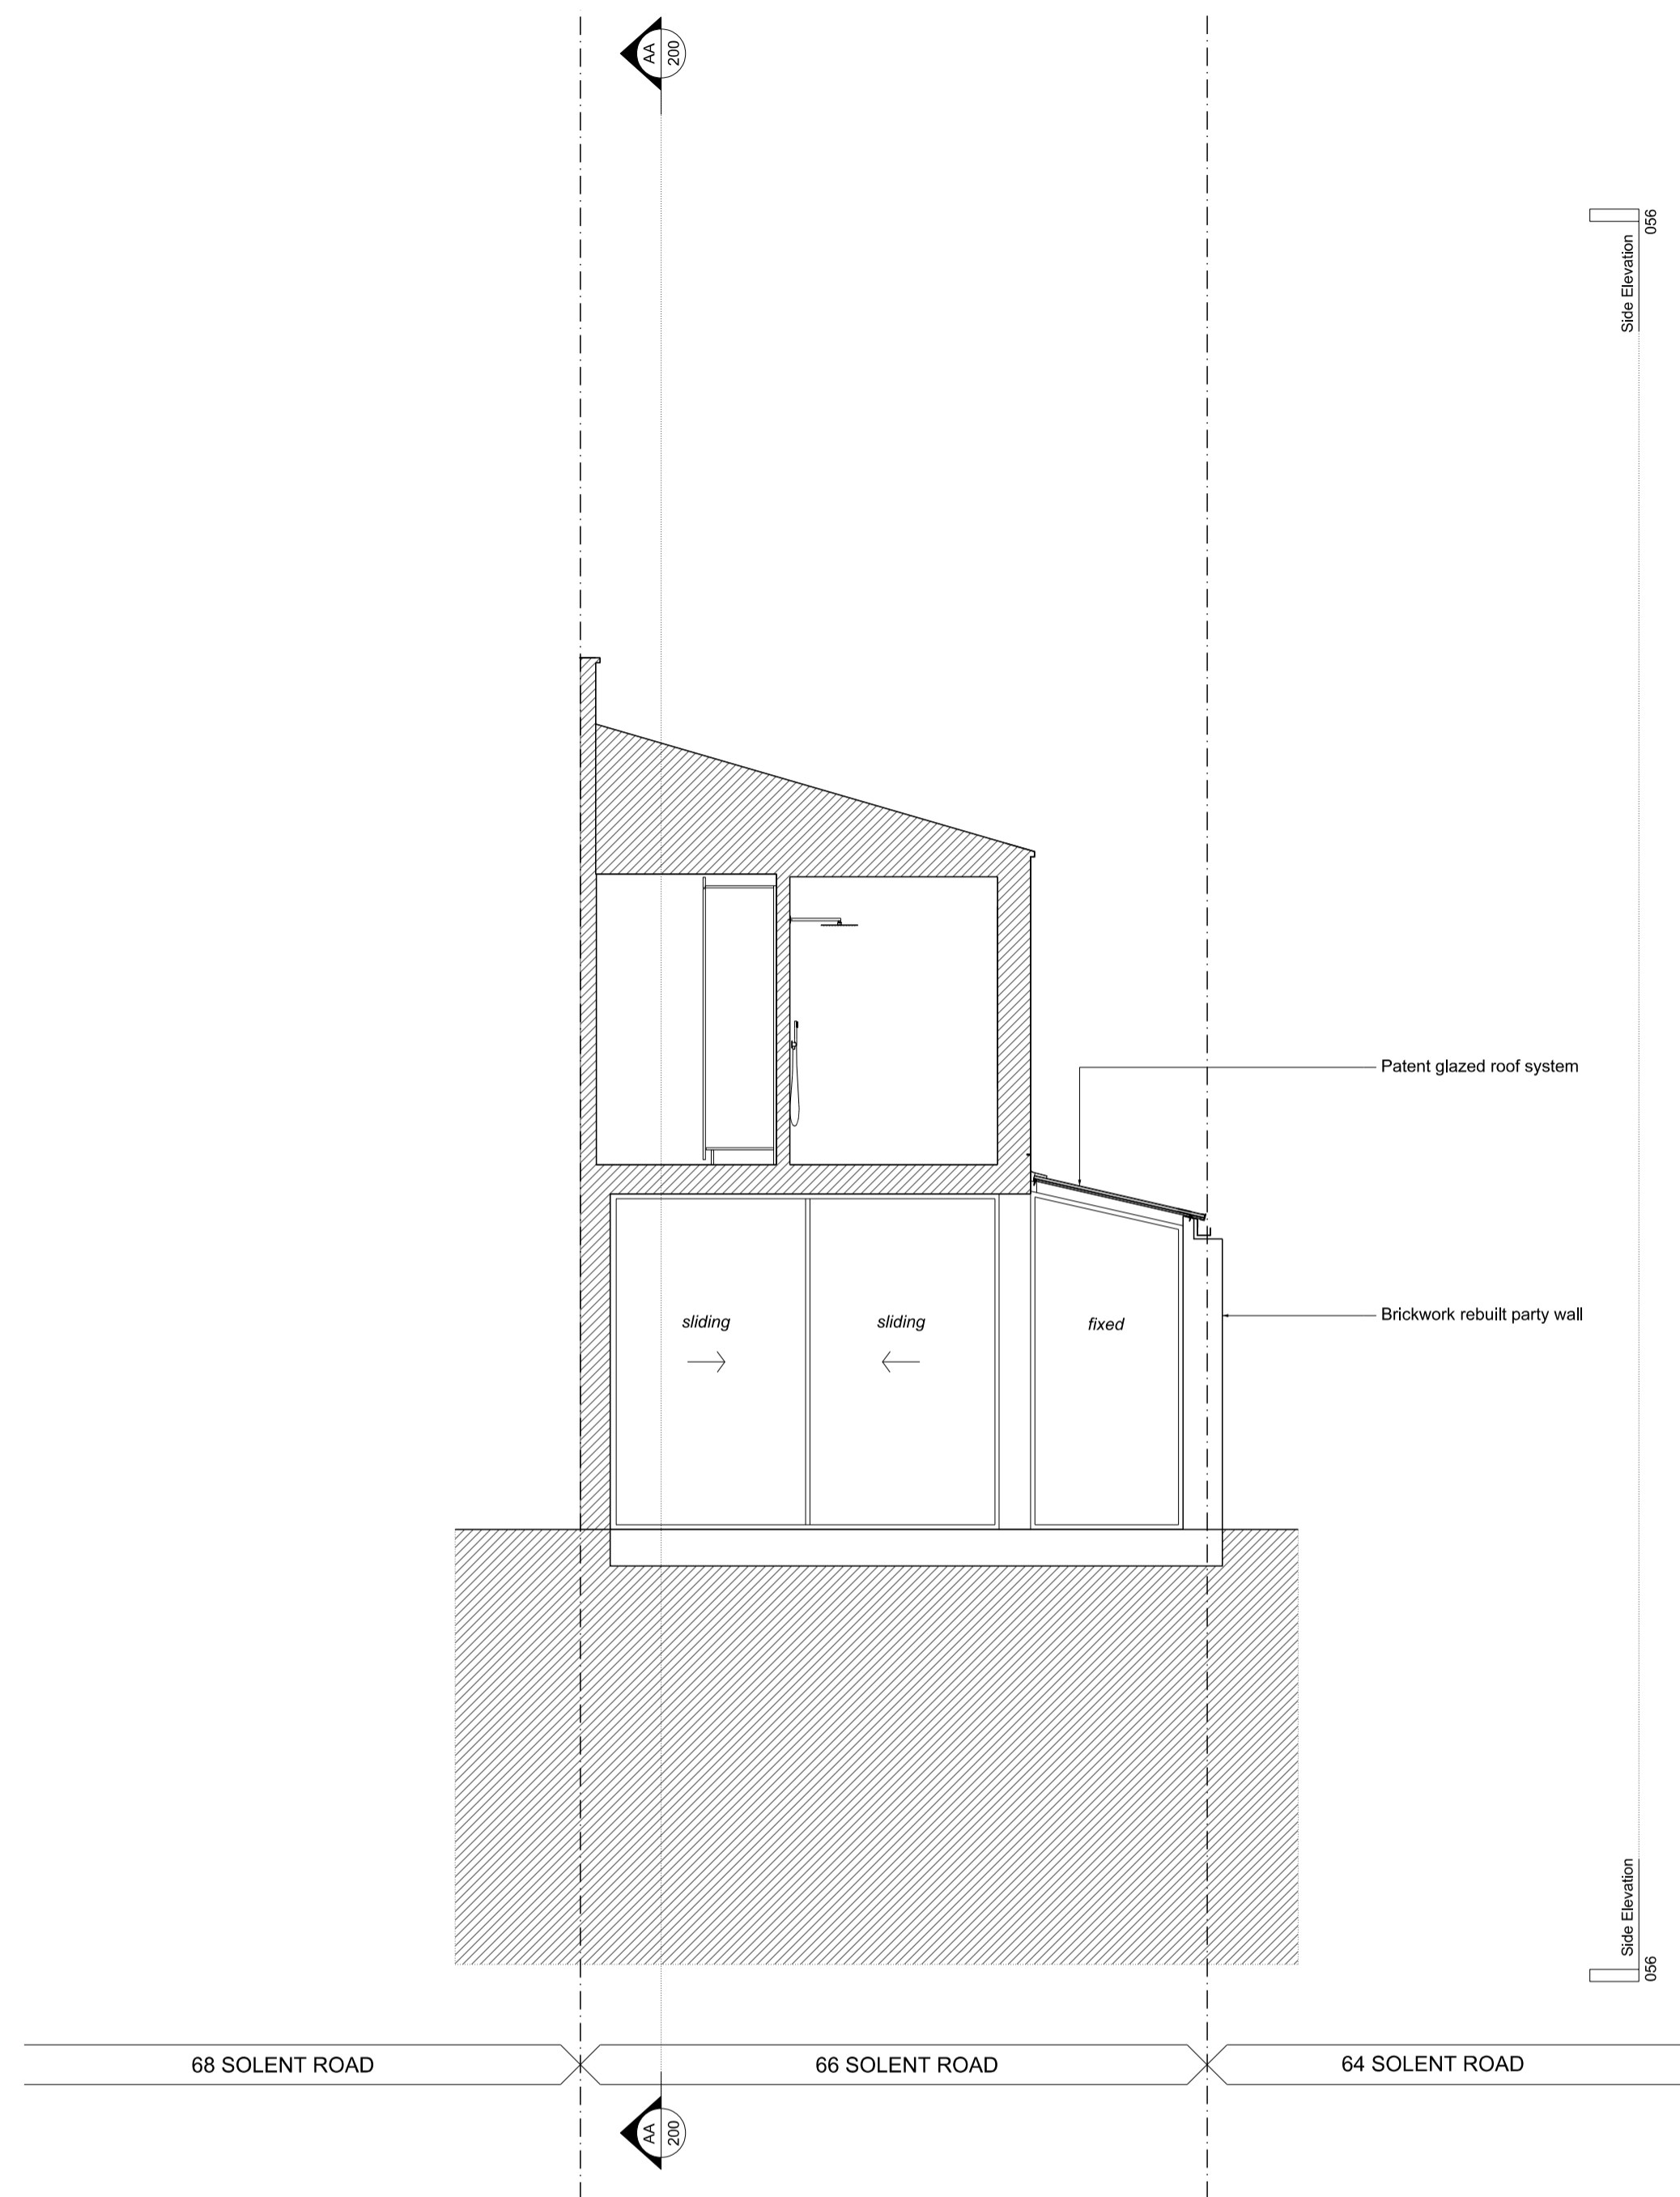 AA
200
056
Side Elevation
Patent glazed roof system
Brickwork rebuilt party wall
sliding
sliding
fixed
Side Elevation
056
68 SOLENT ROAD
66 SOLENT ROAD
64 SOLENT ROAD
AA
200